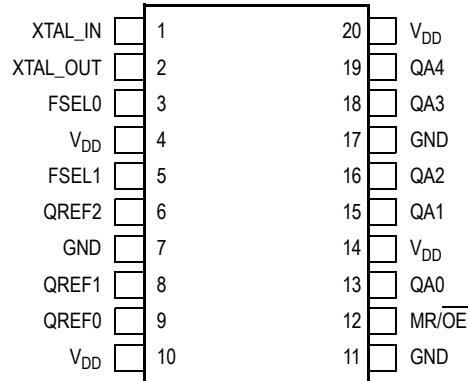 XTAL_IN 1 20 VDD
XTAL_OUT 2 19 QA4
FSEL0 3 18 QA3
VDD 4 17 GND
FSEL1 5 16 QA2
QREF2 6 15 QA1
GND 7 14 VDD
QREF1 8 13 QA0
QREF0 9 12 MR/O̅E̅
VDD 10 11 GND